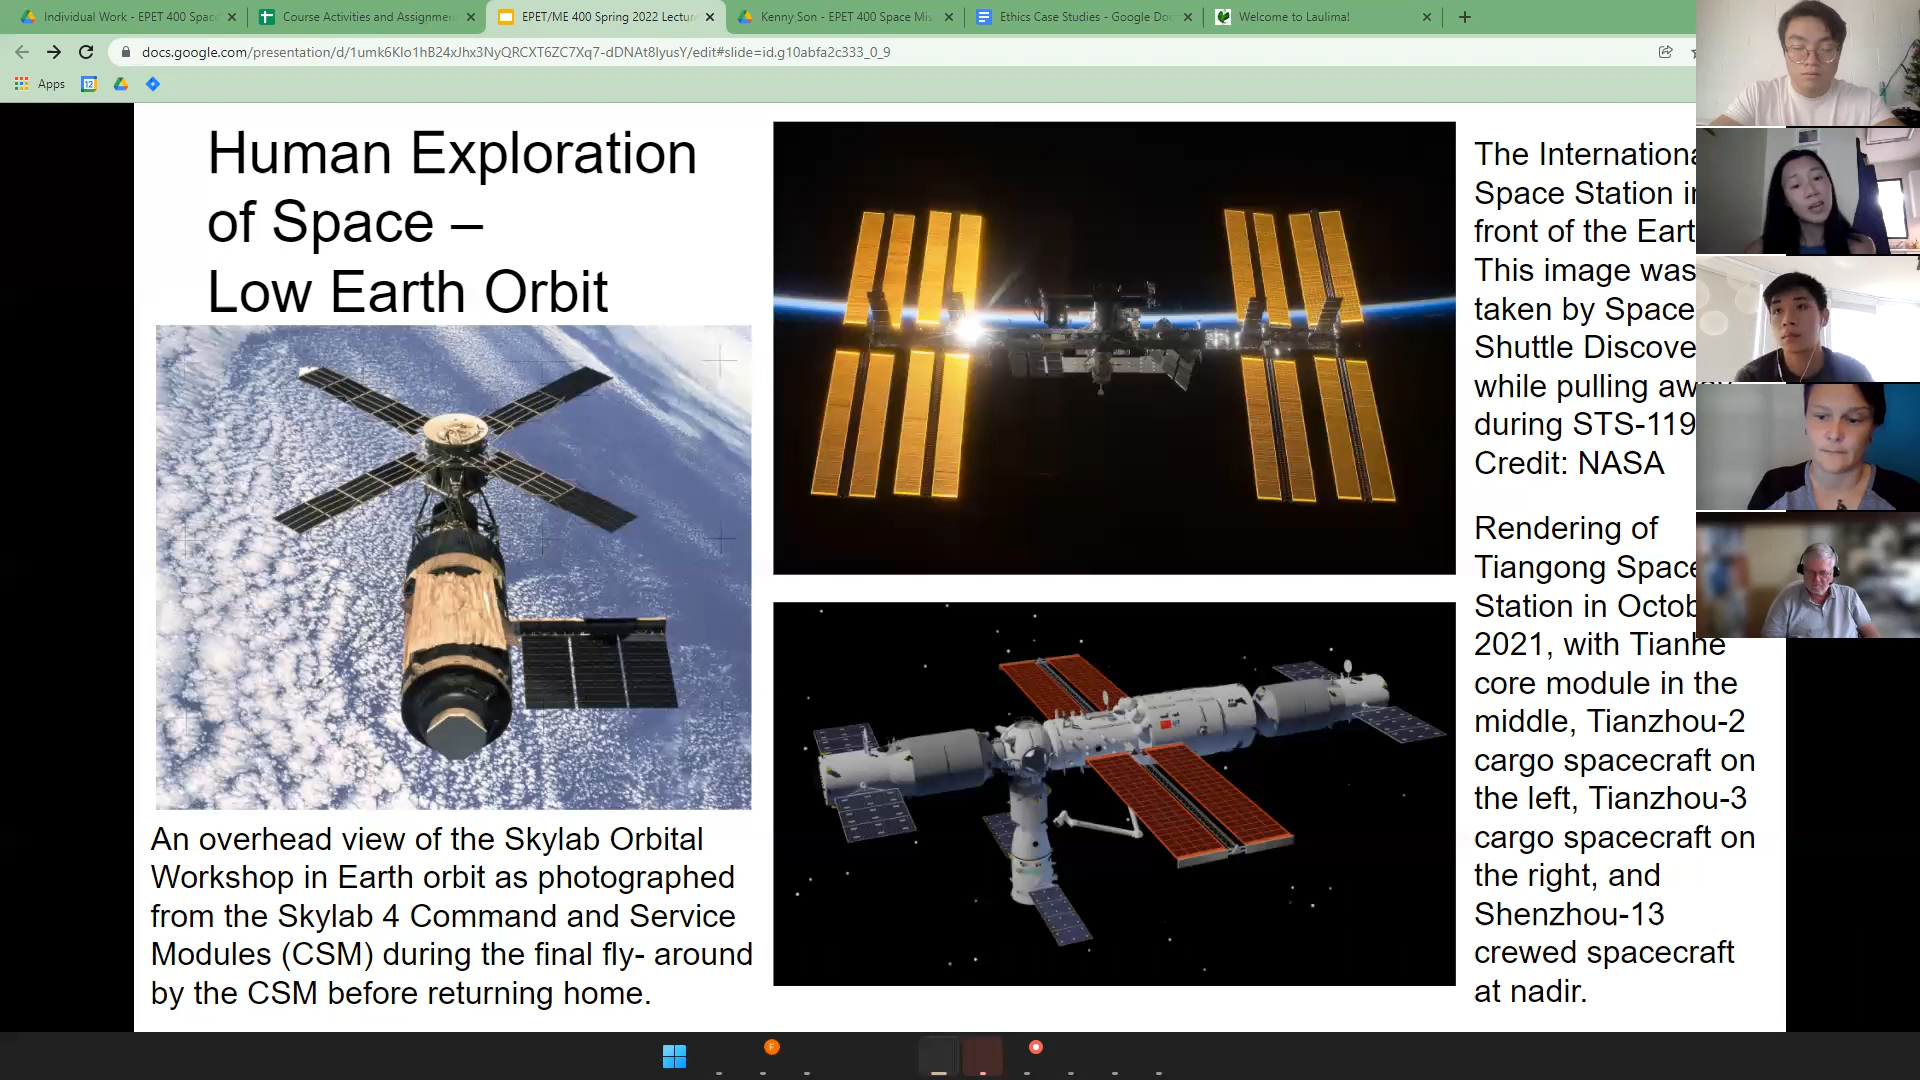 Individual Work - EPET 400 Spac
Course Activities and Assignmen
EPET/ME 400 Spring 2022 Lectur
Kenny Son - EPET 400 Space Mis
Ethics Case Studies - Google Doc
Welcome to Laulima!
docs.google.com/presentation/d/1umk6Klo1hB24xJhx3NyQRCXT6ZC7Xq7-dDNAt8lyusY/edit#slide=id.g10abfa2c333_0_9
Apps
12
Human Exploration
of Space –
Low Earth Orbit
An overhead view of the Skylab Orbital
Workshop in Earth orbit as photographed
from the Skylab 4 Command and Service
Modules (CSM) during the final fly- around
by the CSM before returning home.
The Internationa
Space Station in
front of the Eart
This image was
taken by Space
Shuttle Discove
while pulling away
during STS-119
Credit: NASA
Rendering of
Tiangong Space
Station in Octob
2021, with Tianhe
core module in the
middle, Tianzhou-2
cargo spacecraft on
the left, Tianzhou-3
cargo spacecraft on
the right, and
Shenzhou-13
crewed spacecraft
at nadir.
F